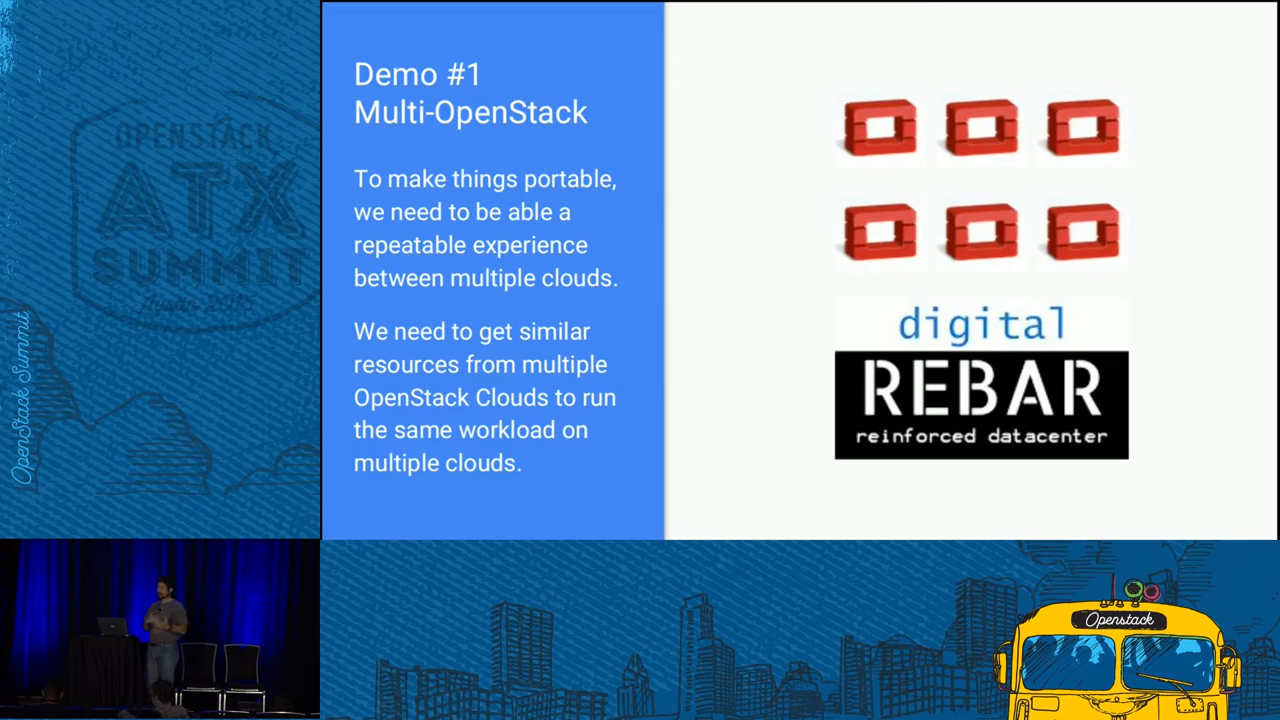 OPENSTACK
ATX
SUMMIT
Austin 2016
OpenStack Summit
Demo #1
Multi-OpenStack
To make things portable,
we need to be able a
repeatable experience
between multiple clouds.
We need to get similar
resources from multiple
OpenStack Clouds to run
the same workload on
multiple clouds.
digital
REBAR
reinforced datacenter
Openstack